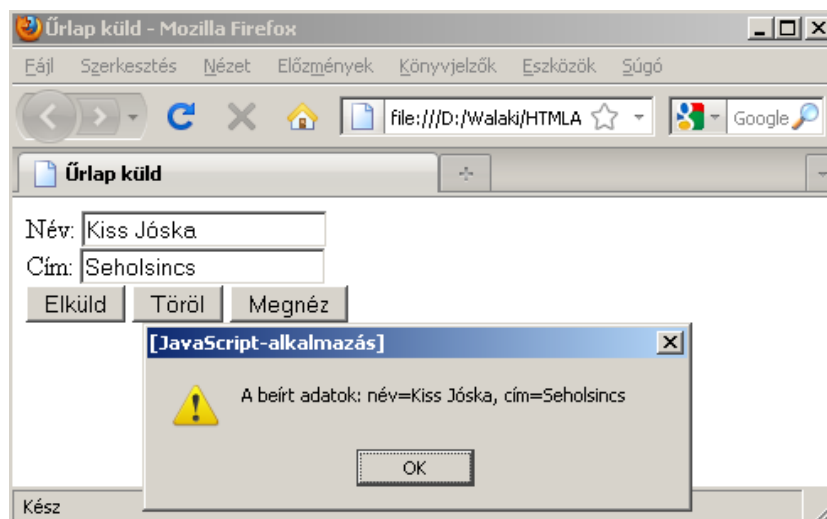 Űrlap küld - Mozilla Firefox
Fájl Szerkesztés Nézet Előzmények Könyvjelzők Eszközök Súgó
file:///D:/Walaki/HTMLA Google
Űrlap küld
Név: Kiss Jóska
Cím: Seholsincs
Elküld Töröl Megnéz
[JavaScript-alkalmazás]
A beírt adatok: név=Kiss Jóska, cím=Seholsincs
OK
Kész